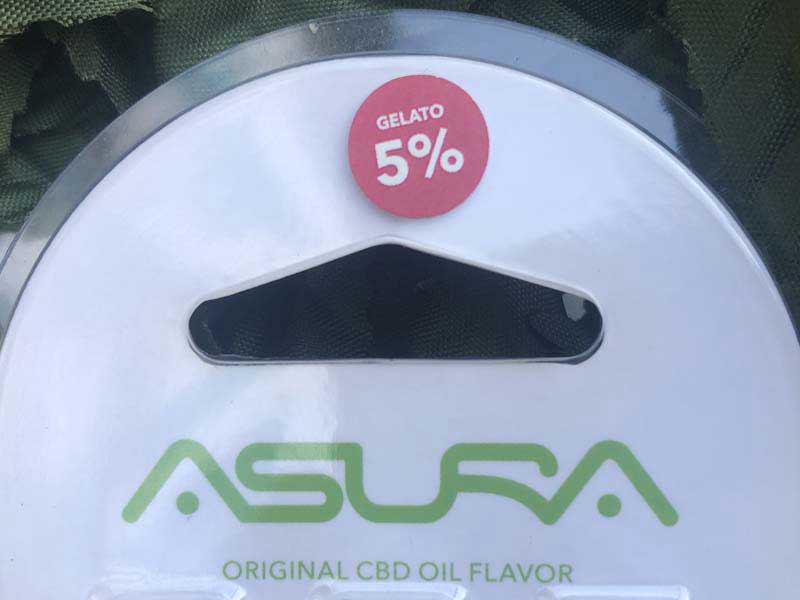 GELATO
5%
ASURA
ORIGINAL CBD OIL FLAVOR